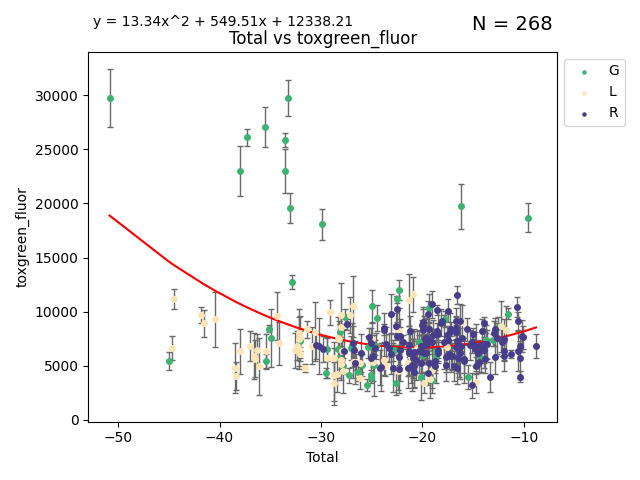 y = 13.34x^2 + 549.51x + 12338.21
N = 268
Total vs toxgreen_fluor
G
L
R
toxgreen_fluor
30000
25000
20000
15000
10000
5000
0
−50
−40
−30
−20
−10
Total